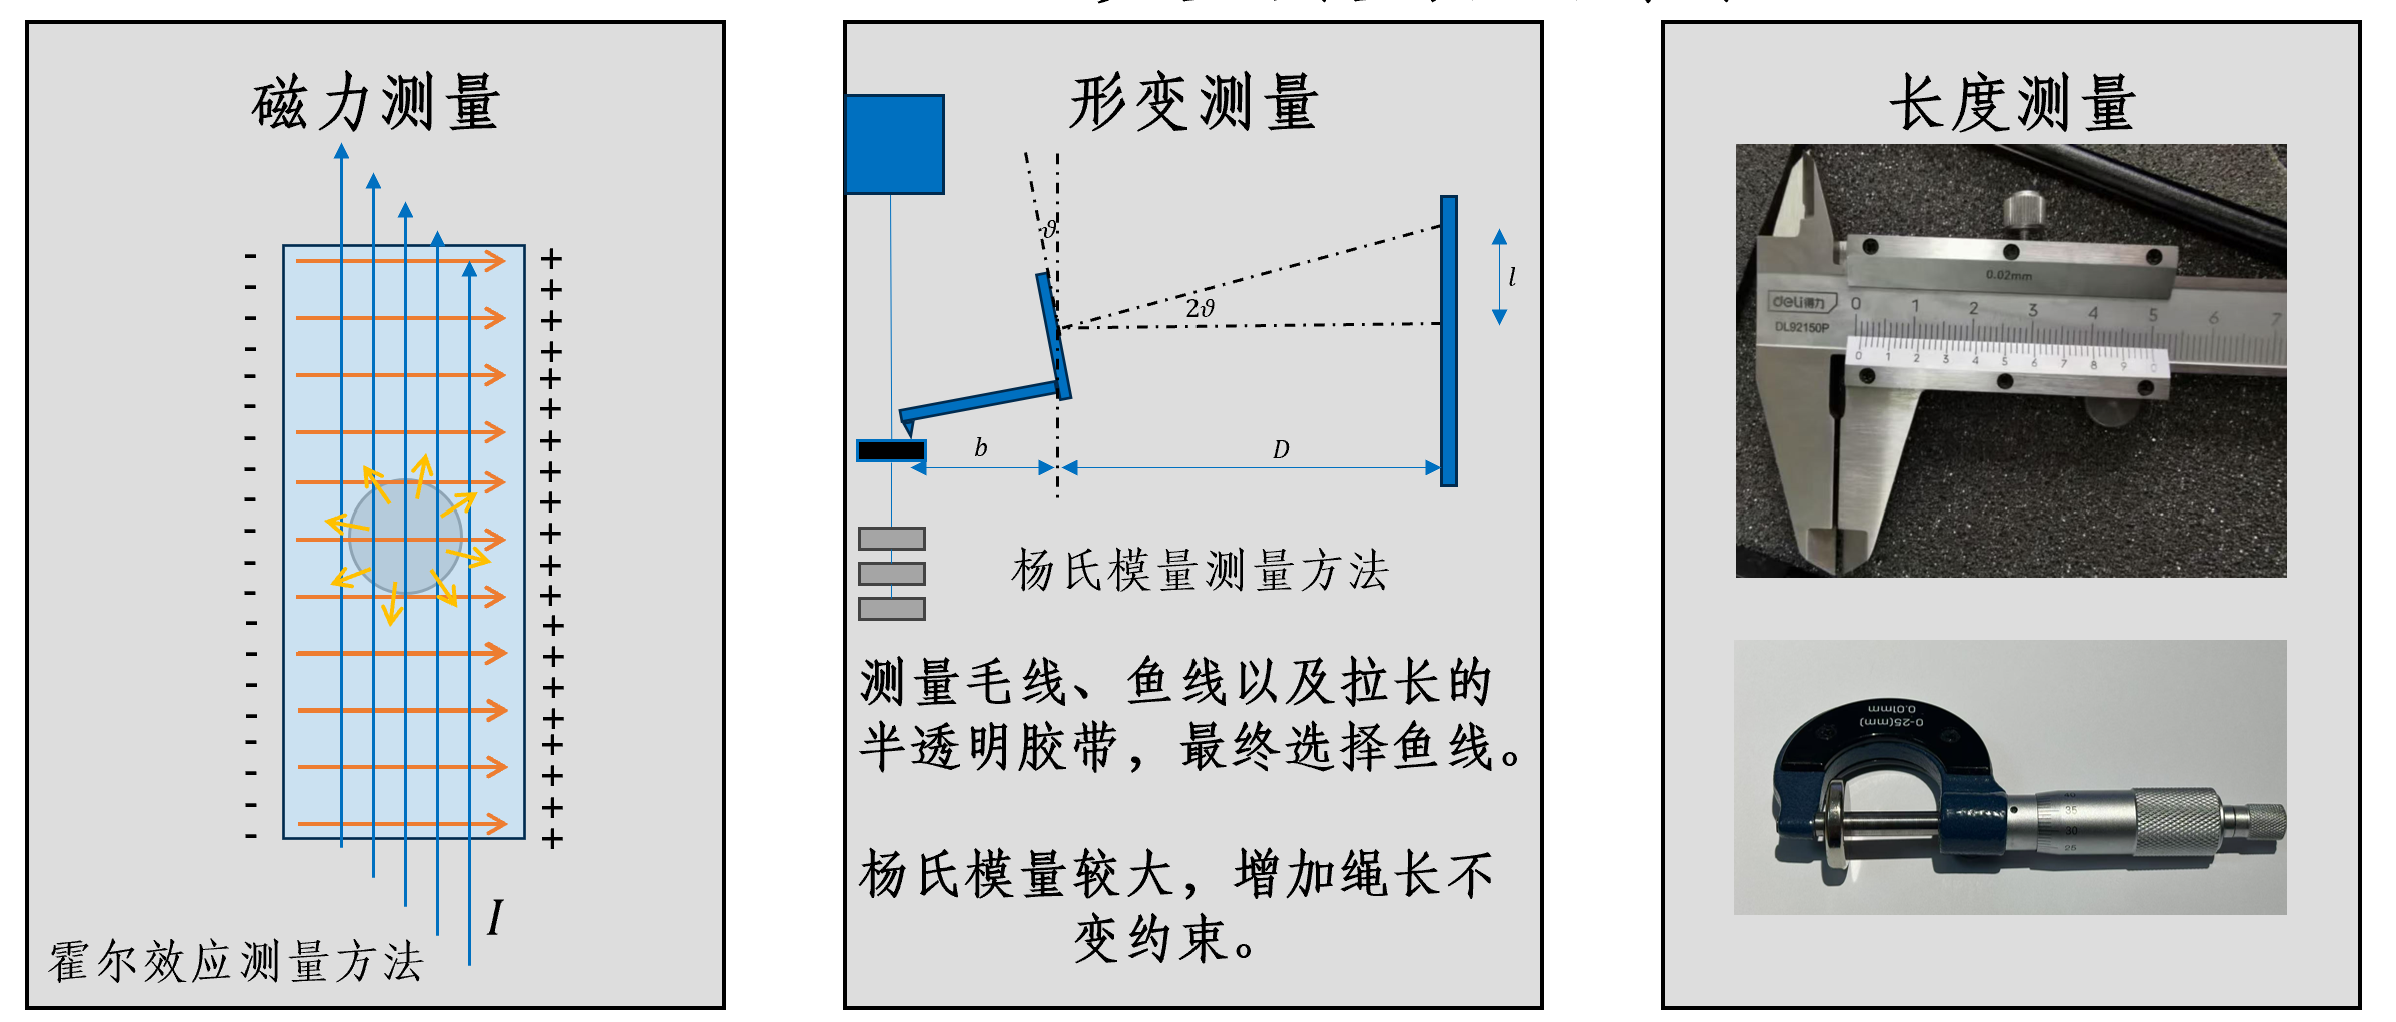 磁力测量
I
霍尔效应测量方法
形变测量
ϑ
2ϑ
l
b
D
杨氏模量测量方法
测量毛线、鱼线以及拉长的
半透明胶带，最终选择鱼线。
杨氏模量较大，增加绳长不
变约束。
长度测量
0.02mm
deli得力
DL92150P
0 1 2 3 4 5 6 7
0 1 2 3 4 5 6 7 8 9 0
0-25(mm)
0.01mm
40
35
30
25